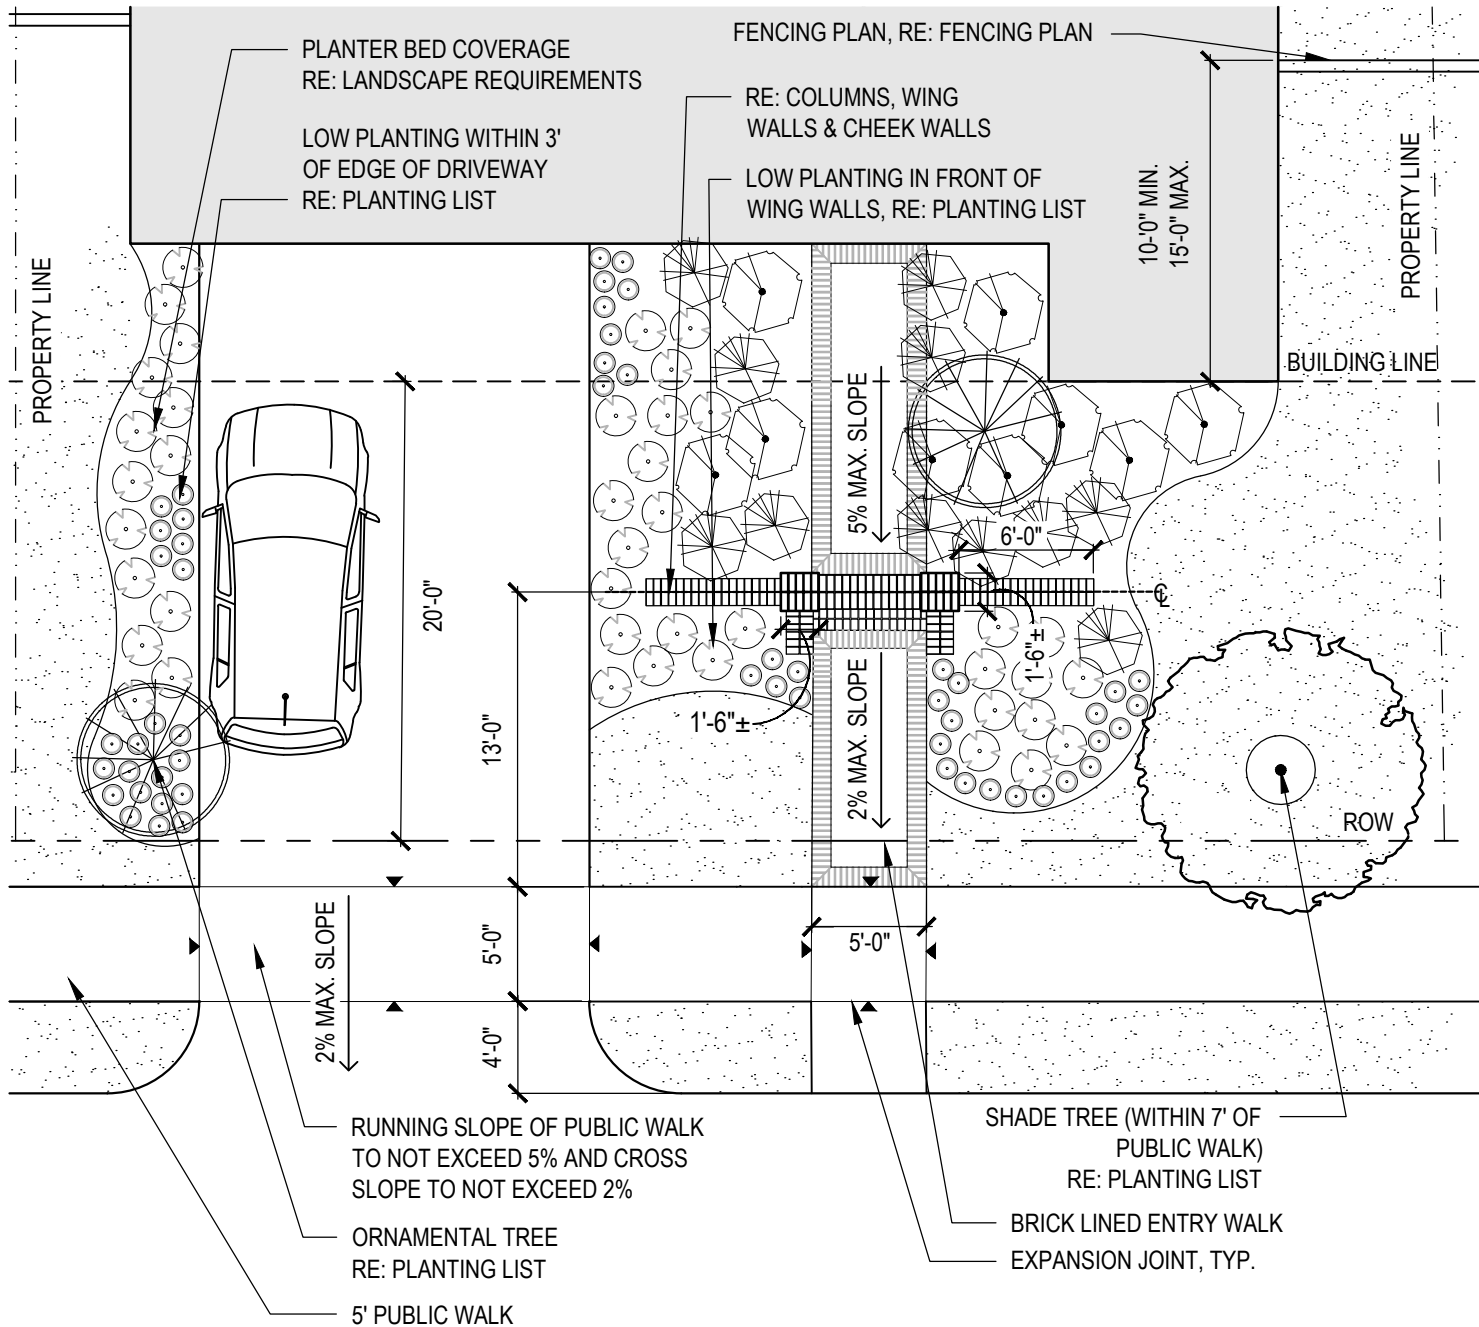 PLANTER BED COVERAGE
RE: LANDSCAPE REQUIREMENTS
LOW PLANTING WITHIN 3'
OF EDGE OF DRIVEWAY
RE: PLANTING LIST
FENCING PLAN, RE: FENCING PLAN
RE: COLUMNS, WING
WALLS & CHEEK WALLS
LOW PLANTING IN FRONT OF
WING WALLS, RE: PLANTING LIST
10-'0" MIN.
15'-0" MAX.
PROPERTY LINE
PROPERTY LINE
BUILDING LINE
5% MAX. SLOPE
6'-0"
20'-0"
℄
1'-6"±
1'-6"±
13'-0"
2% MAX. SLOPE
ROW
5'-0"
5'-0"
2% MAX. SLOPE
4'-0"
RUNNING SLOPE OF PUBLIC WALK
TO NOT EXCEED 5% AND CROSS
SLOPE TO NOT EXCEED 2%
ORNAMENTAL TREE
RE: PLANTING LIST
5' PUBLIC WALK
SHADE TREE (WITHIN 7' OF
PUBLIC WALK)
RE: PLANTING LIST
BRICK LINED ENTRY WALK
EXPANSION JOINT, TYP.